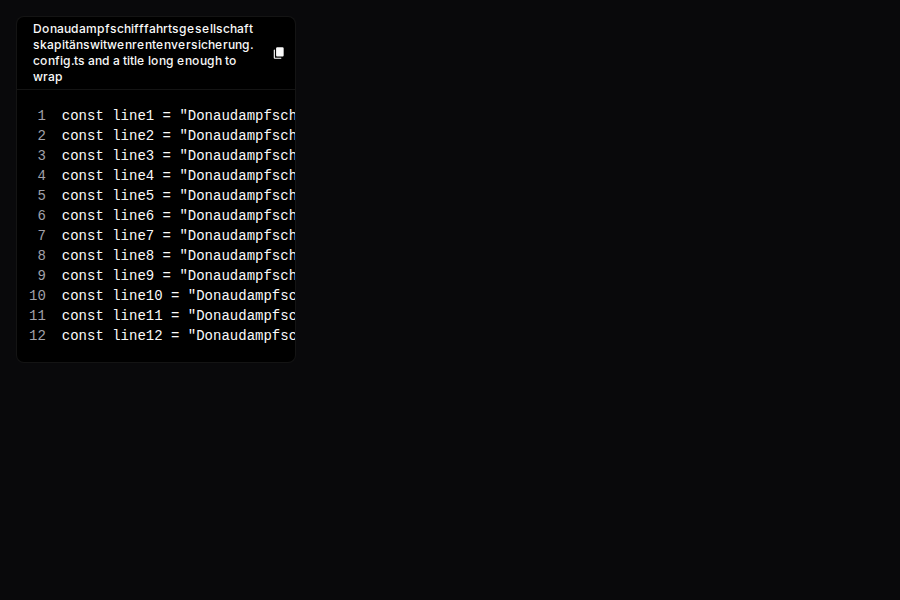 Donaudampfschifffahrtsgesellschaft
skapitänswitwenrentenversicherung.
config.ts and a title long enough to
wrap
1 const line1 = "Donaudampfsch
2 const line2 = "Donaudampfsch
3 const line3 = "Donaudampfsch
4 const line4 = "Donaudampfsch
5 const line5 = "Donaudampfsch
6 const line6 = "Donaudampfsch
7 const line7 = "Donaudampfsch
8 const line8 = "Donaudampfsch
9 const line9 = "Donaudampfsch
10 const line10 = "Donaudampfsc
11 const line11 = "Donaudampfsc
12 const line12 = "Donaudampfsc